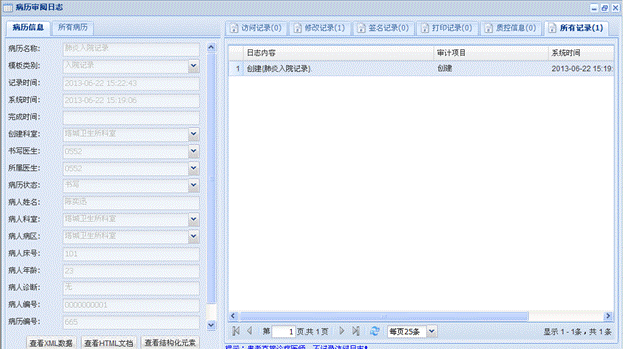 病历审阅日志
病历信息 所有病历
病历名称: 肺炎入院记录
模板类别: 入院记录
记录时间: 2013-06-22 15:22:43
系统时间: 2013-06-22 15:19:06
完成时间:
创建科室: 塔城卫生所科室
书写医生: 0552
所属医生: 0552
病历状态: 书写
病人姓名: 陈奕迅
病人科室: 塔城卫生所科室
病人病区: 塔城卫生所科室
病人床号: 101
病人年龄: 23
病人诊断: 无
病人编号: 0000000001
病历编号: 665
查看XML数据 查看HTML文档 查看结构化元素
访问记录(0) 修改记录(1) 签名记录(0) 打印记录(0) 质控信息(0) 所有记录(1)
日志内容 审计项目 系统时间
1 创建{肺炎入院记录}. 创建 2013-06-22 15:19:
第 1 页,共 1 页 每页25条 显示 1 - 1条，共 1 条